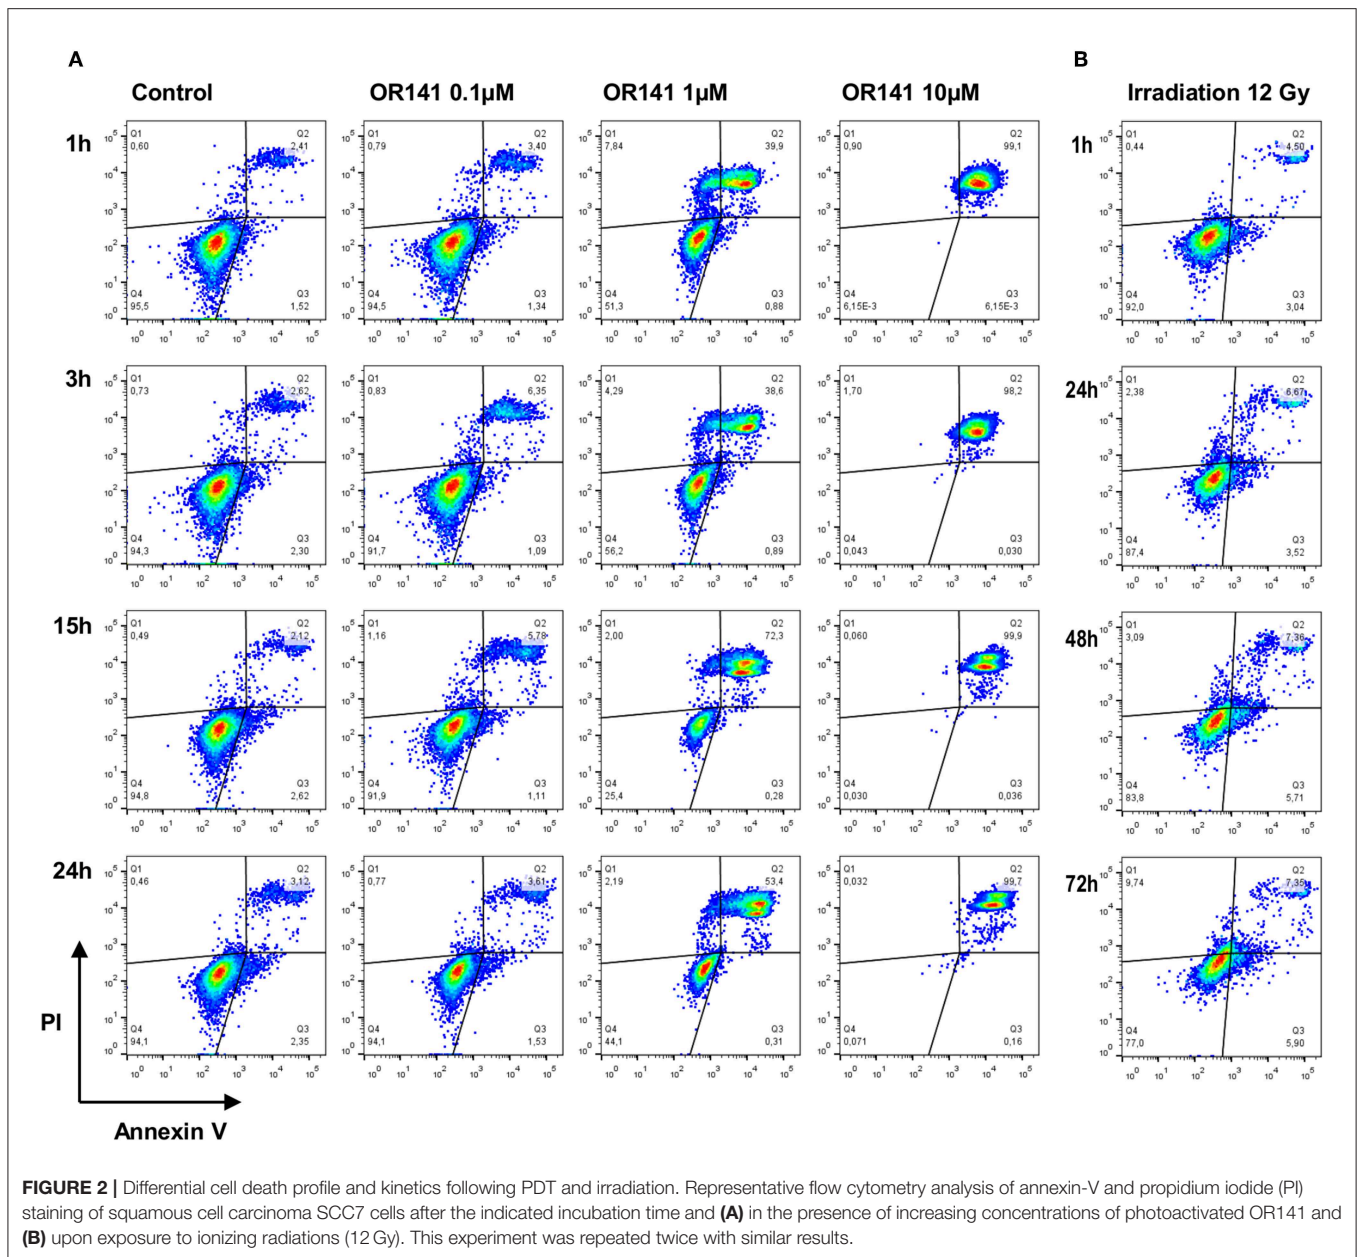 A
B
Control
OR141 0.1µM
OR141 1µM
OR141 10µM
Irradiation 12 Gy
1h
Q1 0,60
Q2 2,41
Q4 95,5
Q3 1,52
Q1 0,79
Q2 3,40
Q4 94,5
Q3 1,34
Q1 7,84
Q2 39,9
Q4 51,3
Q3 0,88
Q1 0,90
Q2 99,1
Q4 6,15E-3
Q3 6,15E-3
1h
Q1 0,44
Q2 4,50
Q4 92,0
Q3 3,04
3h
Q1 0,73
Q2 2,62
Q4 94,3
Q3 2,30
Q1 0,83
Q2 6,35
Q4 91,7
Q3 1,09
Q1 4,29
Q2 38,6
Q4 56,2
Q3 0,89
Q1 1,70
Q2 98,2
Q4 0,043
Q3 0,030
24h
Q1 2,38
Q2 6,67
Q4 87,4
Q3 3,52
15h
Q1 0,49
Q2 2,12
Q4 94,8
Q3 2,62
Q1 1,16
Q2 5,78
Q4 91,9
Q3 1,11
Q1 2,00
Q2 72,3
Q4 25,4
Q3 0,28
Q1 0,060
Q2 99,9
Q4 0,030
Q3 0,036
48h
Q1 3,09
Q2 7,36
Q4 83,8
Q3 5,71
24h
Q1 0,46
Q2 3,12
Q4 94,1
Q3 2,35
Q1 0,77
Q2 3,61
Q4 94,1
Q3 1,53
Q1 2,19
Q2 53,4
Q4 44,1
Q3 0,31
Q1 0,032
Q2 99,7
Q4 0,071
Q3 0,16
72h
Q1 9,74
Q2 7,35
Q4 77,0
Q3 5,90
10⁰ 10¹ 10² 10³ 10⁴ 10⁵
PI
Annexin V
FIGURE 2 | Differential cell death profile and kinetics following PDT and irradiation. Representative flow cytometry analysis of annexin-V and propidium iodide (PI)
staining of squamous cell carcinoma SCC7 cells after the indicated incubation time and (A) in the presence of increasing concentrations of photoactivated OR141 and
(B) upon exposure to ionizing radiations (12 Gy). This experiment was repeated twice with similar results.